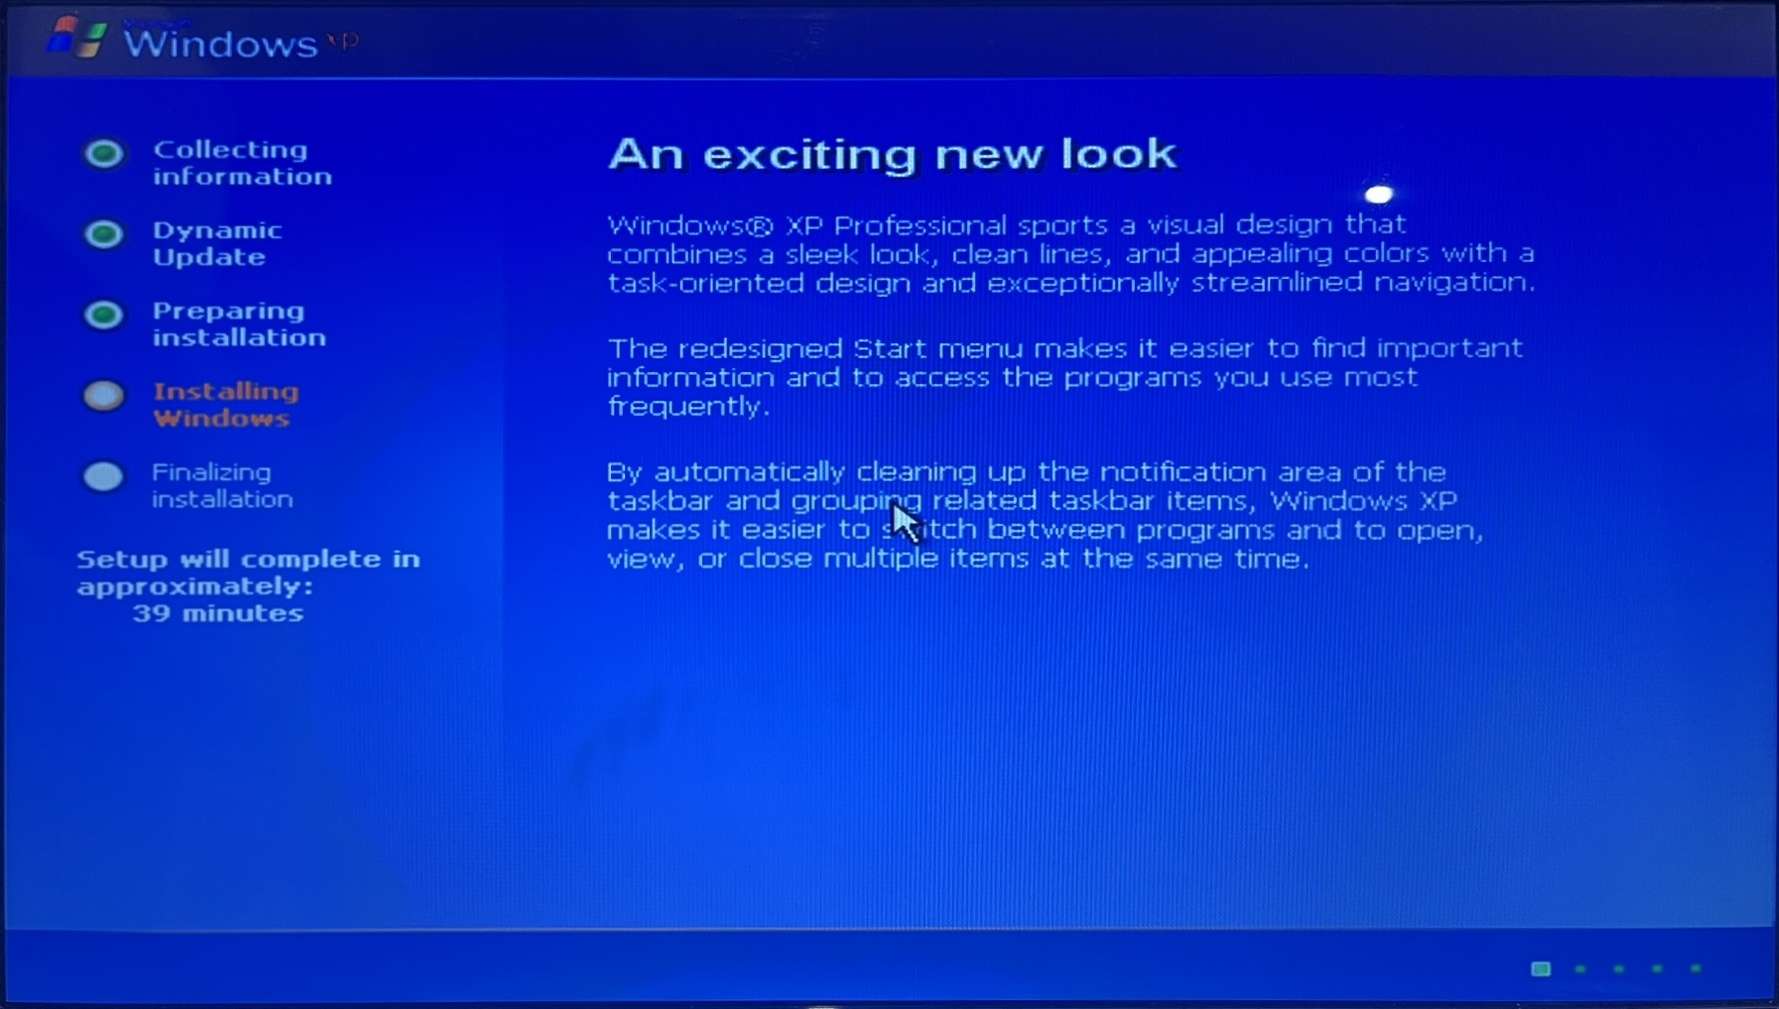 Microsoft
Windows xp
Collecting
information
Dynamic
Update
Preparing
installation
Installing
Windows
Finalizing
installation
Setup will complete in
approximately:
39 minutes
An exciting new look
Windows® XP Professional sports a visual design that
combines a sleek look, clean lines, and appealing colors with a
task-oriented design and exceptionally streamlined navigation.
The redesigned Start menu makes it easier to find important
information and to access the programs you use most
frequently.
By automatically cleaning up the notification area of the
taskbar and grouping related taskbar items, Windows XP
makes it easier to switch between programs and to open,
view, or close multiple items at the same time.